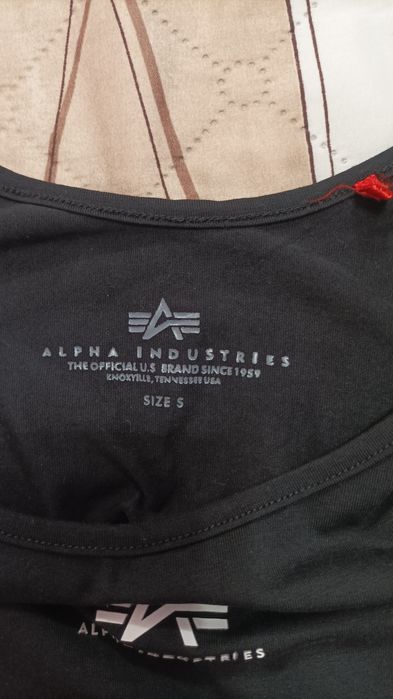 ALPHA INDUSTRIES
THE OFFICIAL U.S BRAND SINCE 1959
KNOXVILLE, TENNESSEE USA
SIZE S